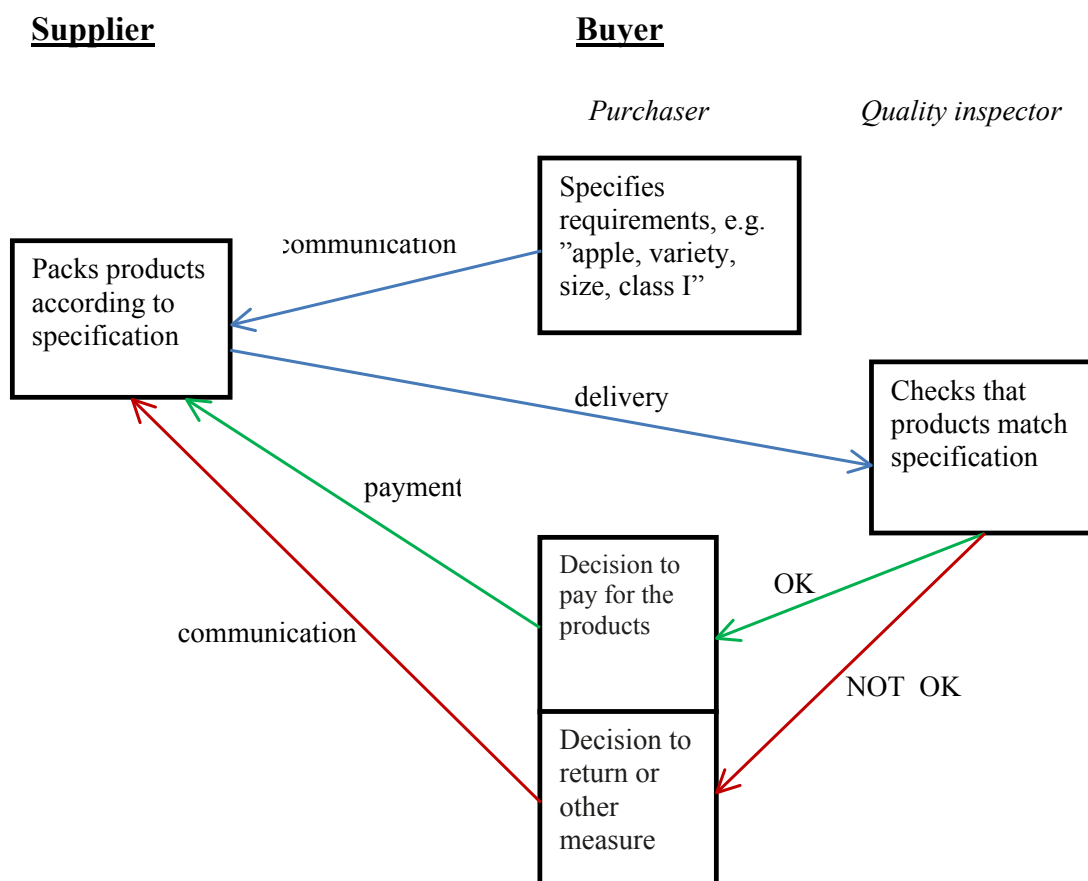 Supplier
Buyer
Purchaser
Quality inspector
Specifies
requirements, e.g.
”apple, variety,
size, class I”
communication
Packs products
according to
specification
delivery
Checks that
products match
specification
payment
Decision to
pay for the
products
OK
communication
NOT OK
Decision to
return or
other
measure